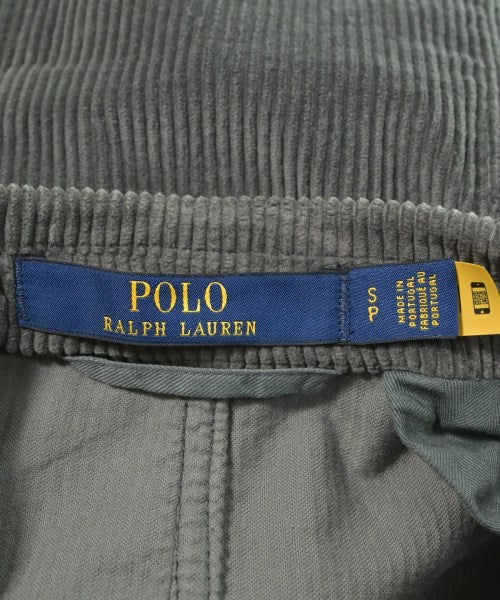 POLO
RALPH LAUREN
S
P
MADE IN
PORTUGAL
FABRIQUÉ AU
PORTUGAL